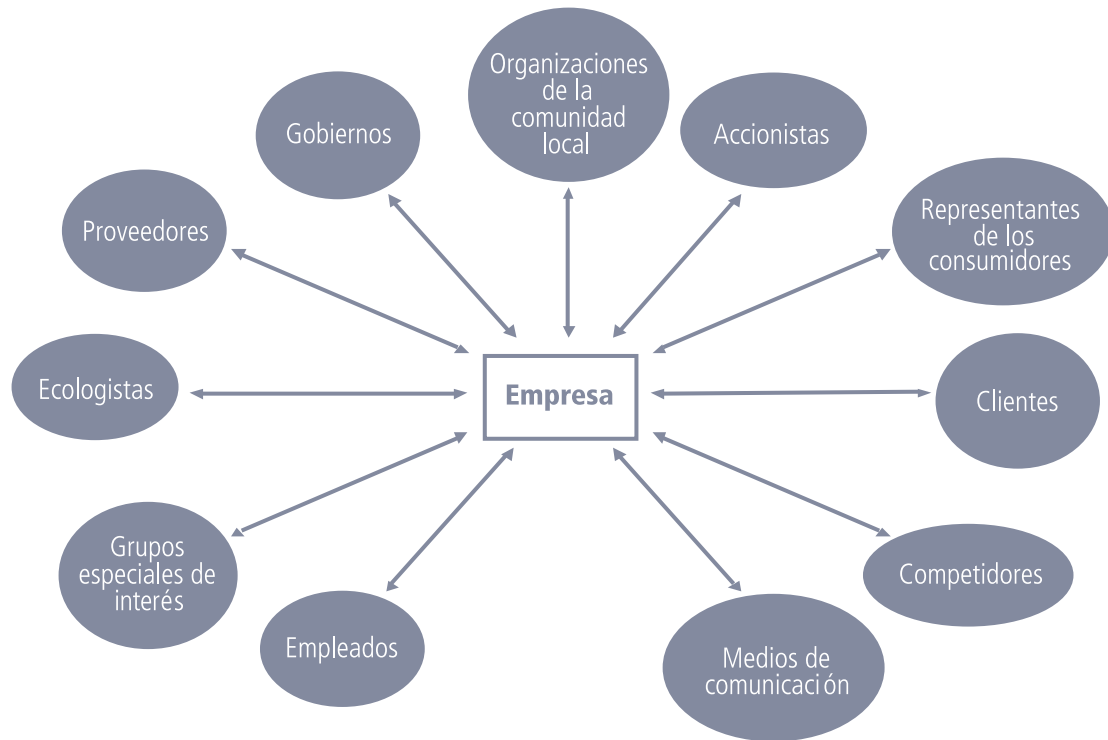 Organizaciones
de la
comunidad
local
Gobiernos
Accionistas
Proveedores
Representantes
de los
consumidores
Ecologistas
Empresa
Clientes
Grupos
especiales de
interés
Competidores
Empleados
Medios de
comunicación